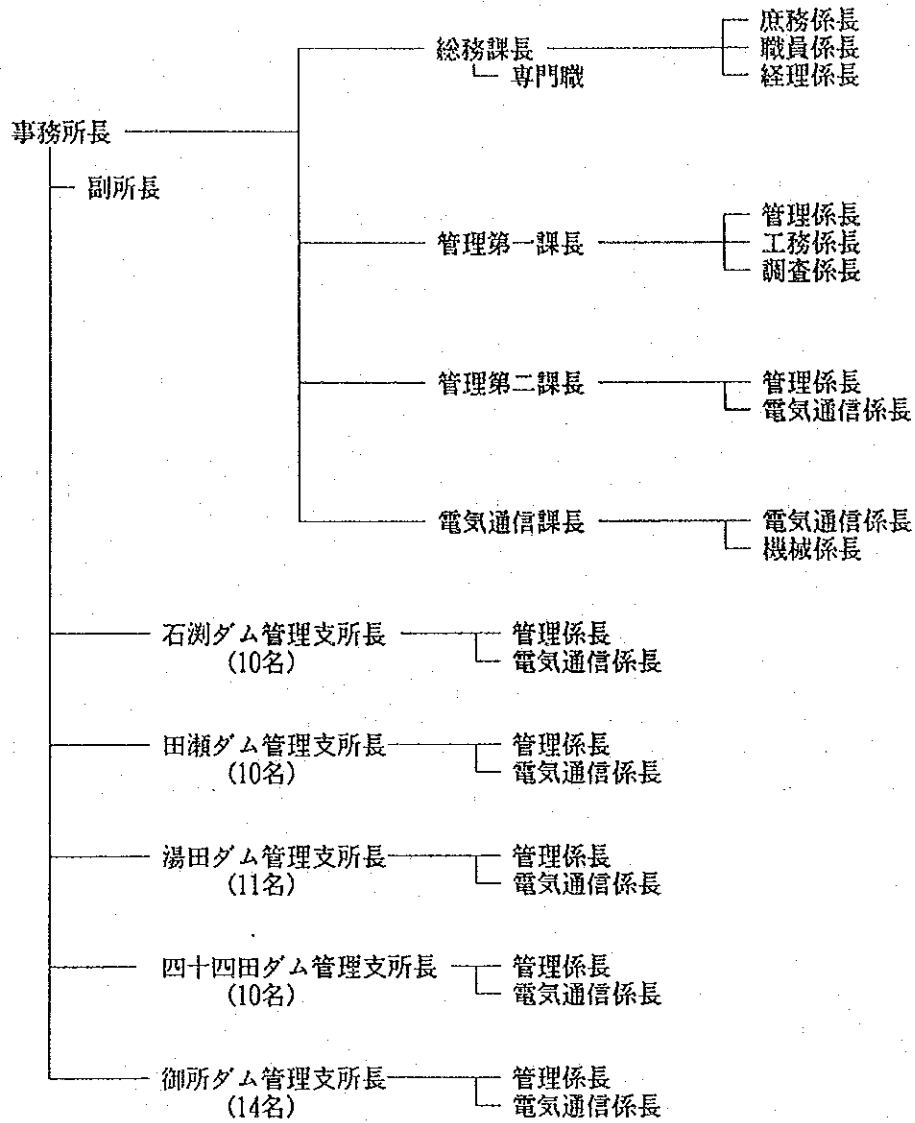 庶務係長
総務課長 職員係長
専門職 経理係長
事務所長
副所長
管理係長
管理第一課長 工務係長
調査係長
管理第二課長 管理係長
電気通信係長
電気通信課長 電気通信係長
機械係長
石渕ダム管理支所長 管理係長
(10名) 電気通信係長
田瀬ダム管理支所長 管理係長
(10名) 電気通信係長
湯田ダム管理支所長 管理係長
(11名) 電気通信係長
四十四田ダム管理支所長 管理係長
(10名) 電気通信係長
御所ダム管理支所長 管理係長
(14名) 電気通信係長